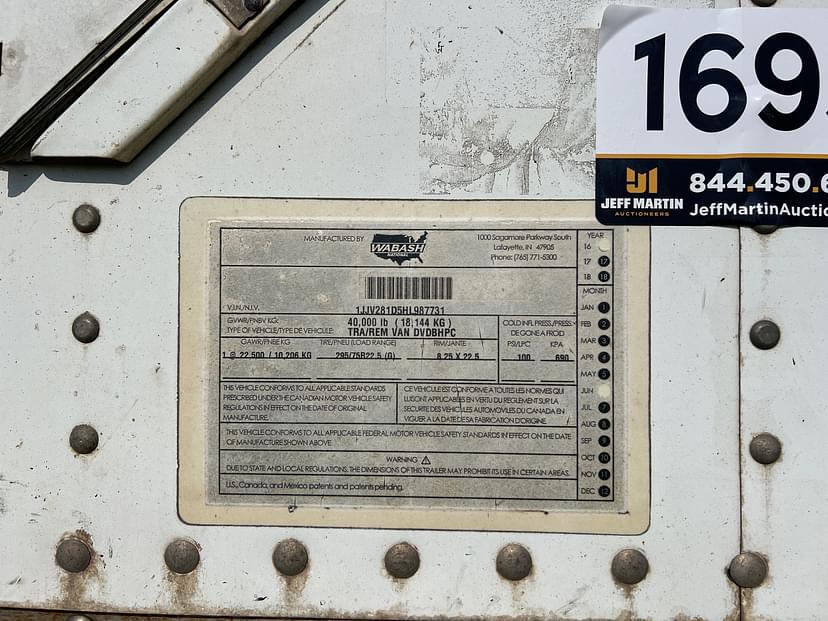 169
JM
JEFF MARTIN
AUCTIONEERS
844.450.6
JeffMartinAuctio
MANUFACTURED BY
WABASH
NATIONAL
1000 Sagamore Parkway South
Lafayette, IN 47905
Phone: (765) 771-5300
V.I.N./N.I.V.
1JJV281D5HL987731
GVWR/PNBV KG:
40,000 lb ( 18,144 KG )
TYPE OF VEHICLE/TYPE DE VEHICULE:
TRA/REM VAN DVDBHPC
GAWR/PNBE KG
TIRE/PNEU (LOAD RANGE)
RIM/JANTE
COLD INFL PRESS/PRESS.
DE GONE A FROID
PSI/LPC
KPA
1 @ 22,500 / 10,206 KG
295/75R22.5 (G)
8.25 X 22.5
100
690
THIS VEHICLE CONFORMS TO ALL APPLICABLE STANDARDS
PRESCRIBED UNDER THE CANADIAN MOTOR VEHICLE SAFETY
REGULATIONS IN EFFECT ON THE DATE OF ORIGINAL
MANUFACTURE.
CE VEHICULE EST CONFORME A TOUTES LES NORMES QUI
LUI SONT APPLICABLES EN VERTU DU REGLEMENT SUR LA
SECURITE DES VEHICLES AUTOMOVILES DU CANADA EN
VIGUER A LA DATE DE SA FABRICATION D'ORIGINE.
THIS VEHICLE CONFORMS TO ALL APPLICABLE FEDERAL MOTOR VEHICLE SAFETY STANDARDS IN EFFECT ON THE DATE
OF MANUFACTURE SHOWN ABOVE
WARNING
DUE TO STATE AND LOCAL REGULATIONS, THE DIMENSIONS OF THIS TRAILER MAY PROHIBIT ITS USE IN CERTAIN AREAS.
U.S., Canada, and Mexico patents and patents pending.
YEAR
16
17 17
18 18
MONTH
JAN 1
FEB 2
MAR 3
APR 4
MAY 5
JUN
JUL 7
AUG 8
SEP 9
OCT 10
NOV 11
DEC 12